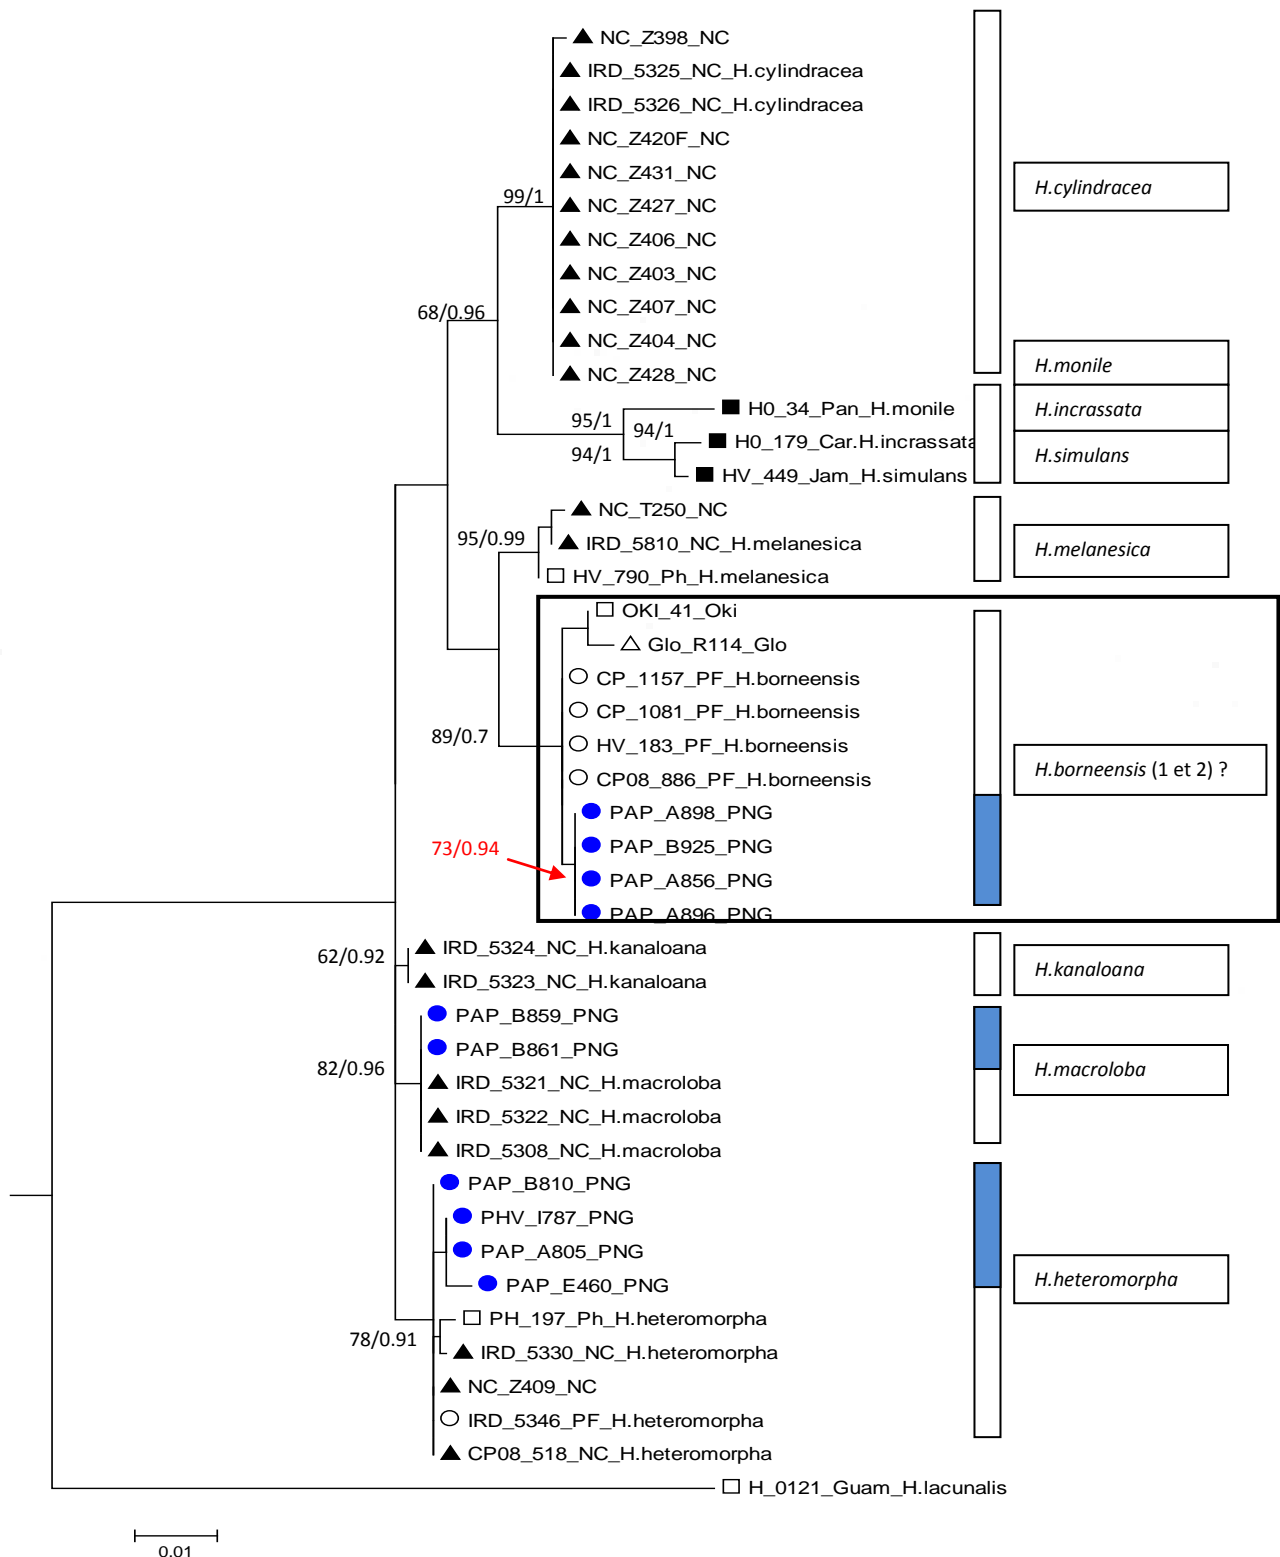 NC_Z398_NC
IRD_5325_NC_H.cylindracea
IRD_5326_NC_H.cylindracea
NC_Z420F_NC
NC_Z431_NC
H.cylindracea
99/1
NC_Z427_NC
NC_Z406_NC
NC_Z403_NC
NC_Z407_NC
68/0.96
NC_Z404_NC
NC_Z428_NC
H.monile
H0_34_Pan_H.monile
H.incrassata
95/1
94/1
H0_179_Car.H.incrassata
94/1
H.simulans
HV_449_Jam_H.simulans
NC_T250_NC
95/0.99
IRD_5810_NC_H.melanesica
H.melanesica
HV_790_Ph_H.melanesica
OKI_41_Oki
Glo_R114_Glo
CP_1157_PF_H.borneensis
CP_1081_PF_H.borneensis
89/0.7
HV_183_PF_H.borneensis
H.borneensis (1 et 2) ?
CP08_886_PF_H.borneensis
PAP_A898_PNG
73/0.94
PAP_B925_PNG
PAP_A856_PNG
PAP_A896_PNG
62/0.92
IRD_5324_NC_H.kanaloana
H.kanaloana
IRD_5323_NC_H.kanaloana
PAP_B859_PNG
PAP_B861_PNG
82/0.96
H.macroloba
IRD_5321_NC_H.macroloba
IRD_5322_NC_H.macroloba
IRD_5308_NC_H.macroloba
PAP_B810_PNG
PHV_I787_PNG
PAP_A805_PNG
H.heteromorpha
PAP_E460_PNG
PH_197_Ph_H.heteromorpha
78/0.91
IRD_5330_NC_H.heteromorpha
NC_Z409_NC
IRD_5346_PF_H.heteromorpha
CP08_518_NC_H.heteromorpha
H_0121_Guam_H.lacunalis
0.01